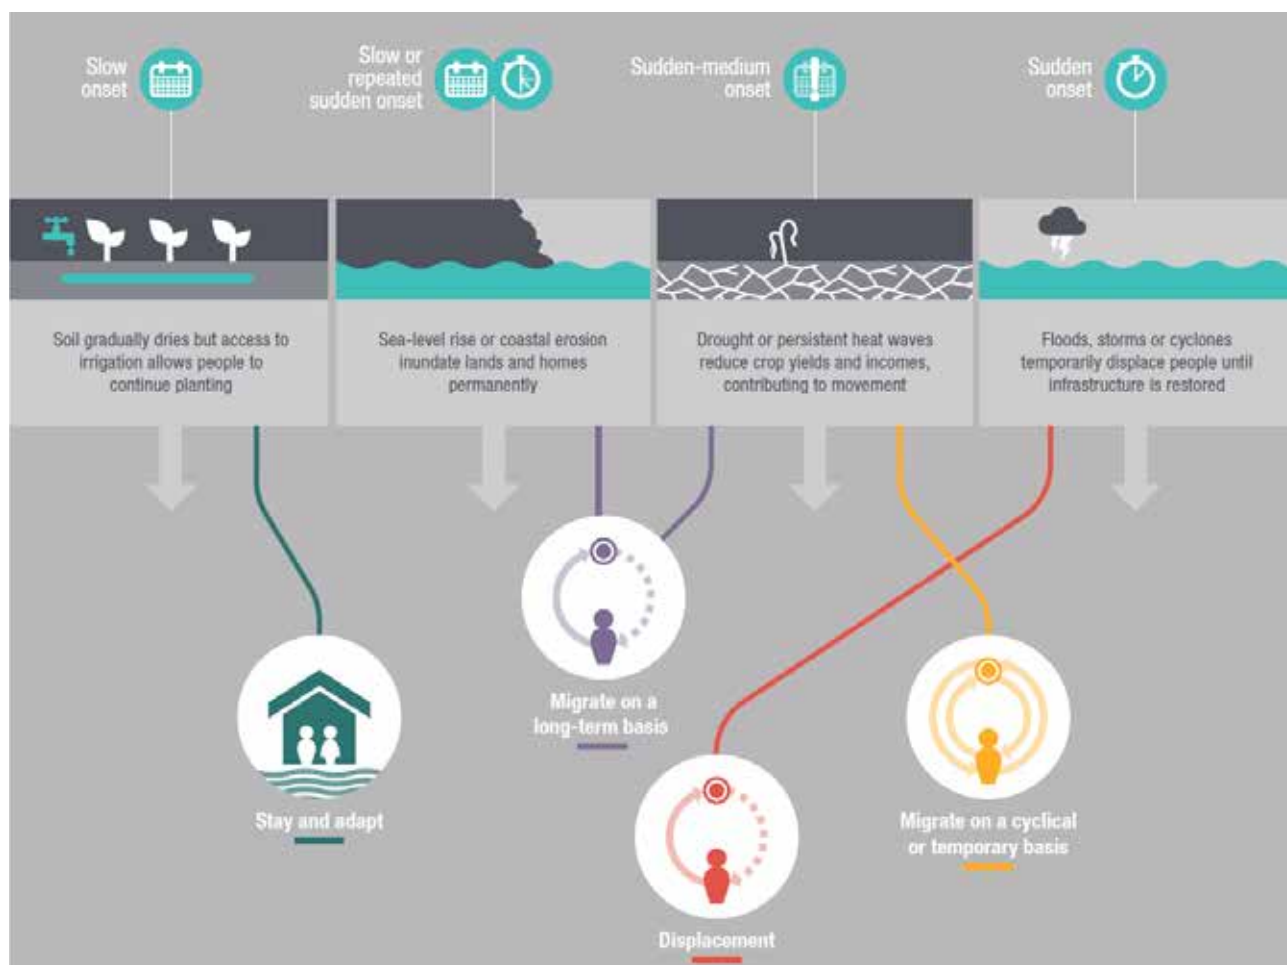 Slow
onset
Slow or
repeated
sudden onset
Sudden-medium
onset
Sudden
onset
Soil gradually dries but access to
irrigation allows people to
continue planting
Sea-level rise or coastal erosion
inundate lands and homes
permanently
Drought or persistent heat waves
reduce crop yields and incomes,
contributing to movement
Floods, storms or cyclones
temporarily displace people until
infrastructure is restored
Migrate on a
long-term basis
Stay and adapt
Migrate on a cyclical
or temporary basis
Displacement